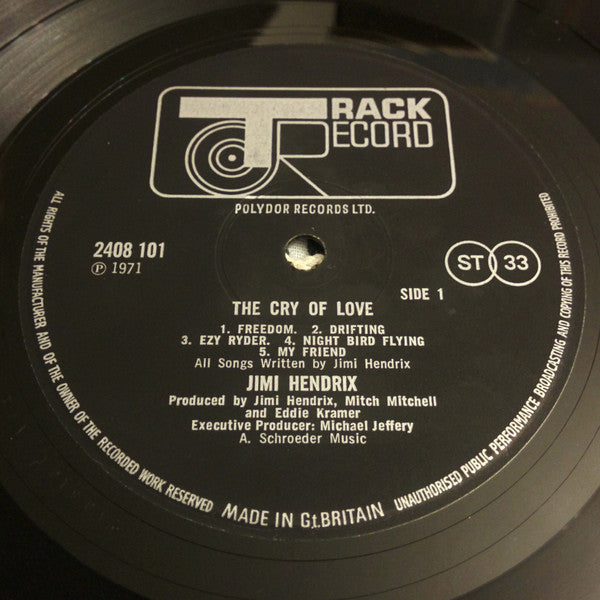 TRACK
RECORD
POLYDOR RECORDS LTD.
2408 101
℗ 1971
ST 33
SIDE 1
THE CRY OF LOVE
1. FREEDOM. 2. DRIFTING
3. EZY RYDER. 4. NIGHT BIRD FLYING
5. MY FRIEND
All Songs Written by Jimi Hendrix
JIMI HENDRIX
Produced by Jimi Hendrix, Mitch Mitchell
and Eddie Kramer
Executive Producer: Michael Jeffery
A. Schroeder Music
ALL RIGHTS OF THE MANUFACTURER AND OF THE OWNER OF THE RECORDED WORK RESERVED
MADE IN Gt.BRITAIN
UNAUTHORISED PUBLIC PERFORMANCE BROADCASTING AND COPYING OF THIS RECORD PROHIBITED